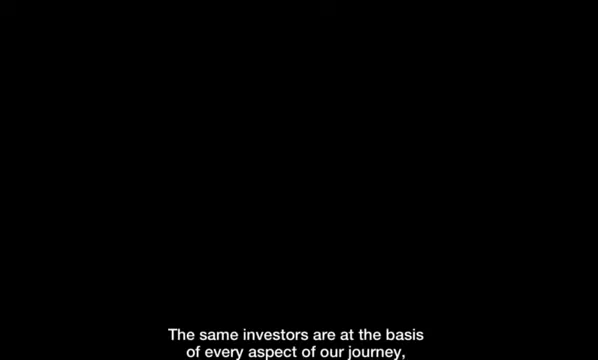 The same investors are at the basis
of every aspect of our journey,